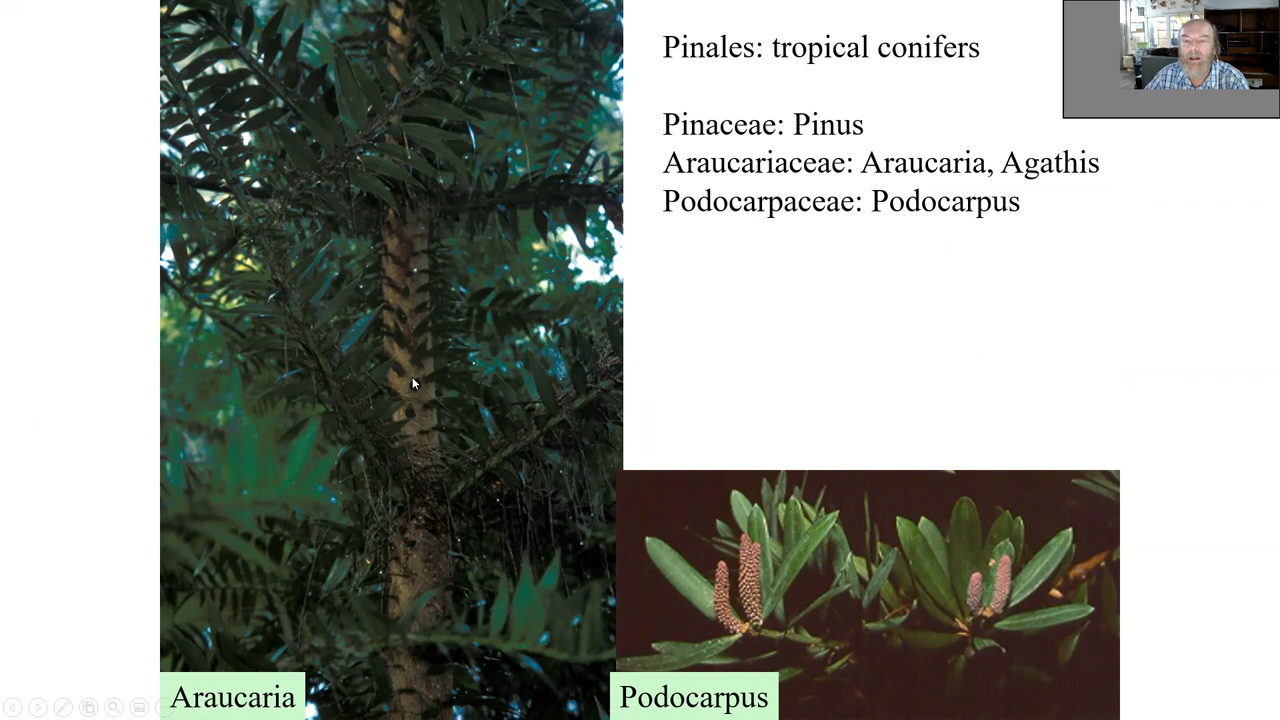 Pinales: tropical conifers
Pinaceae: Pinus
Araucariaceae: Araucaria, Agathis
Podocarpaceae: Podocarpus
Araucaria
Podocarpus